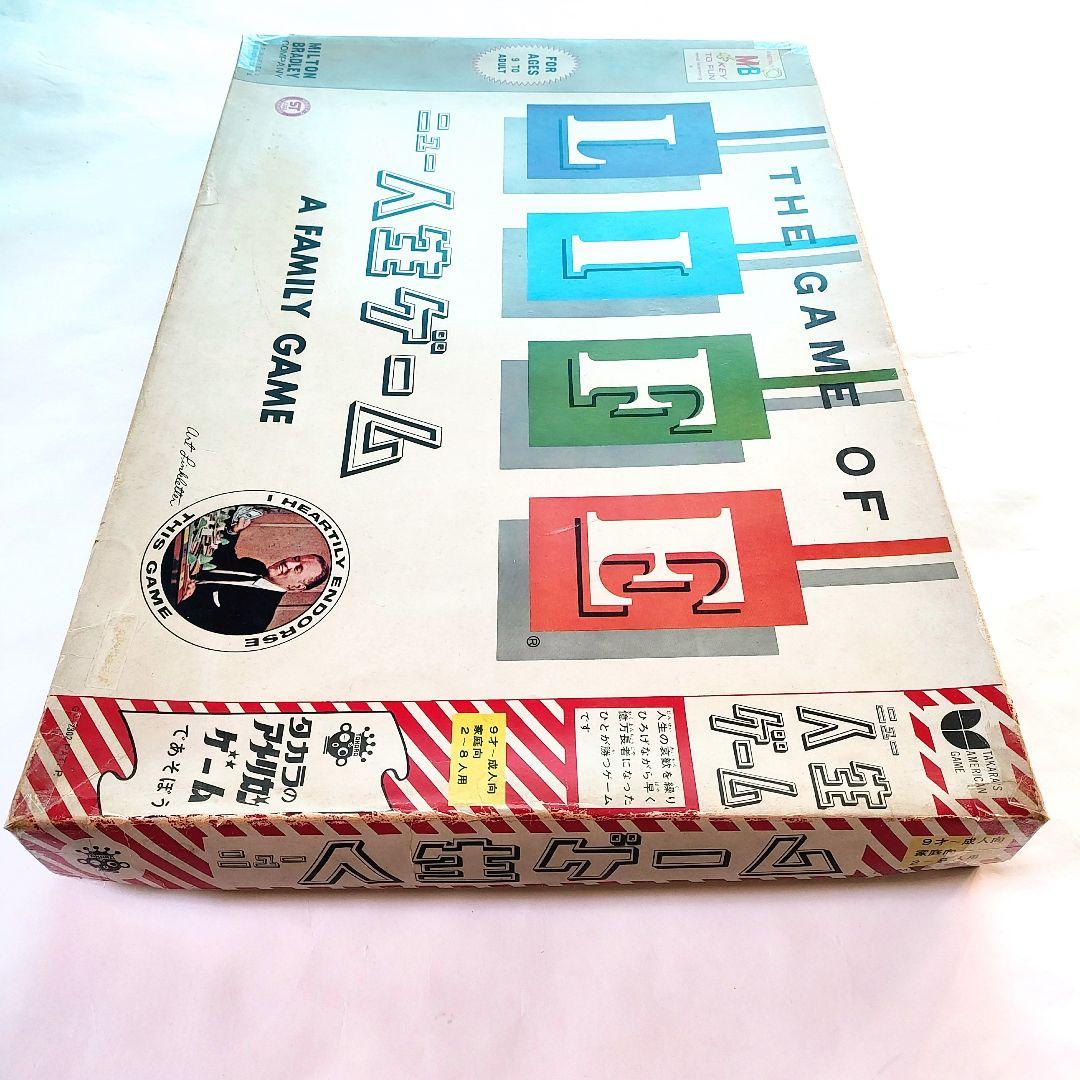 MILTON
BRADLEY
COMPANY
FOR
AGES
9 TO
ADULT
MB
KEY
TO FUN
ST
THE GAME OF
LIFE
®
ニュー人生ゲーム
A FAMILY GAME
Art Linkletter
I HEARTILY ENDORSE
THIS GAME
TAKARA
タカラの
アメリカン
ゲーム
であそぼう
9才~成人向
家庭向
2~8人用
人生の哀歓を繰り
ひろげながら早く
億万長者になった
ひとが勝つゲーム
です
ニュー
人生
ゲーム
TAKARA'S
AMERICAN
GAME
ニュー人生ゲーム
9才~成人向
家庭向